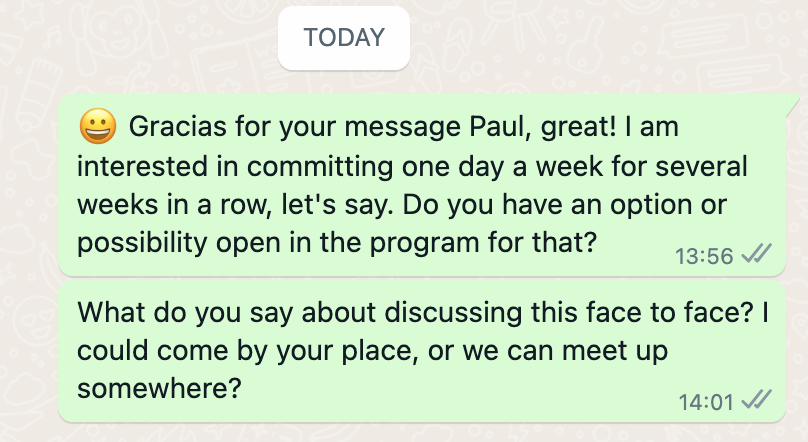 TODAY
😀 Gracias for your message Paul, great! I am
interested in committing one day a week for several
weeks in a row, let's say. Do you have an option or
possibility open in the program for that?
13:56
What do you say about discussing this face to face? I
could come by your place, or we can meet up
somewhere?
14:01